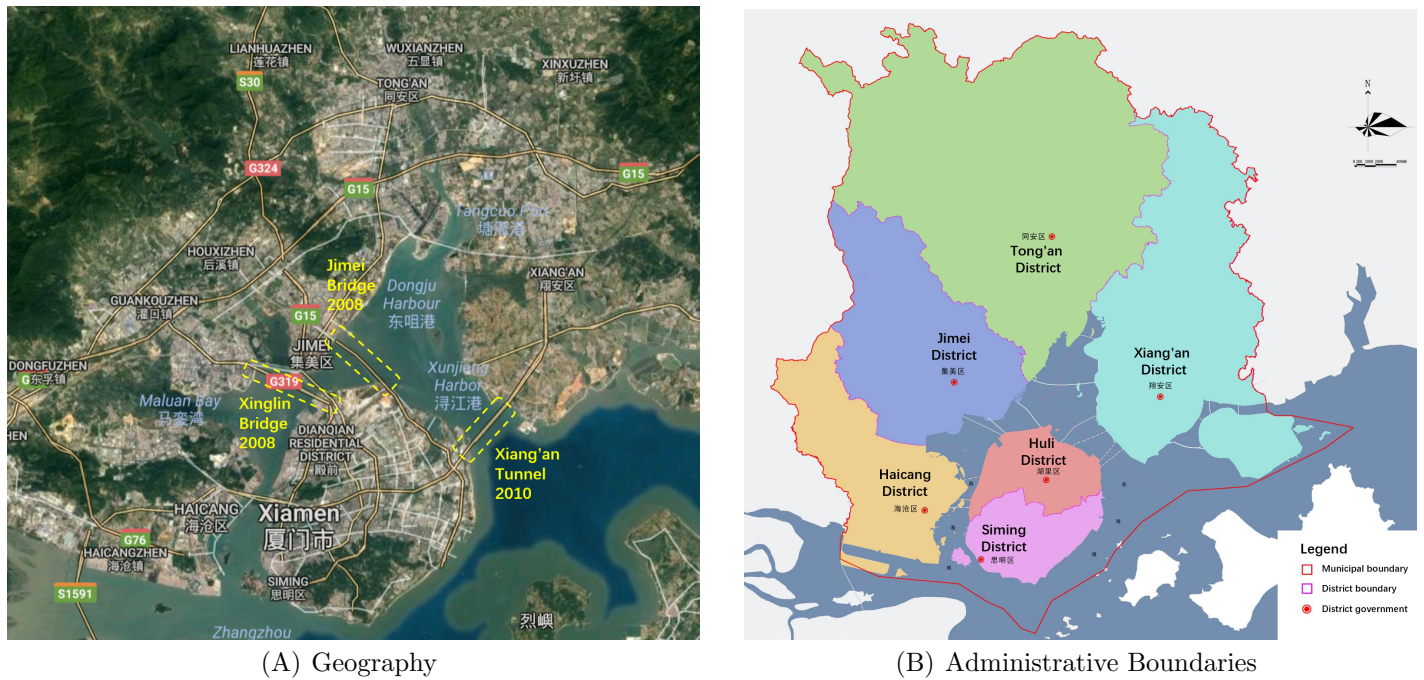 LIANHUAZHEN
莲花镇
WUXIANZHEN
五显镇
XINXUZHEN
新圩镇
S30
TONG'AN
同安区
G324
G15
G15
Tangcuo Port
塘厝港
HOUXIZHEN
后溪镇
Jimei
Bridge
2008
Dongju
Harbour
东咀港
XIANG'AN
翔安区
GUANKOUZHEN
灌口镇
G15
JIMEI
集美区
DONGFUZHEN
东孚镇
G319
Xunjiang
Harbor
浔江港
Maluan Bay
马銮湾
Xinglin
Bridge
2008
DIANQIAN
RESIDENTIAL
DISTRICT
殿前
Xiang'an
Tunnel
2010
HAICANG
海沧区
Xiamen
厦门市
G76
HAICANGZHEN
海沧镇
SIMING
思明区
S1591
Zhangzhou
烈嶼
(A) Geography
N
同安区
Tong'an
District
Jimei
District
集美区
Xiang'an
District
翔安区
Huli
District
湖里区
Haicang
District
海沧区
Siming
District
思明区
Legend
Municipal boundary
District boundary
District government
(B) Administrative Boundaries